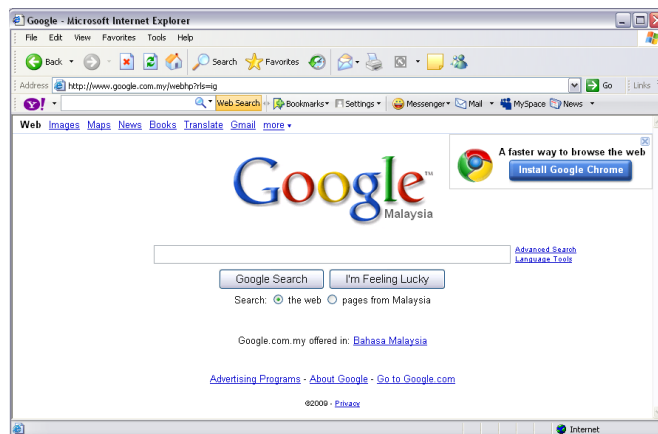 Google - Microsoft Internet Explorer
File Edit View Favorites Tools Help
Back Search Favorites
Address http://www.google.com.my/webhp?rls=ig Go Links
Y! Web Search Bookmarks Settings Messenger Mail MySpace News
Web Images Maps News Books Translate Gmail more
A faster way to browse the web
Install Google Chrome
Google™
Malaysia
Advanced Search
Language Tools
Google Search I'm Feeling Lucky
Search: the web pages from Malaysia
Google.com.my offered in: Bahasa Malaysia
Advertising Programs - About Google - Go to Google.com
©2009 - Privacy
Internet